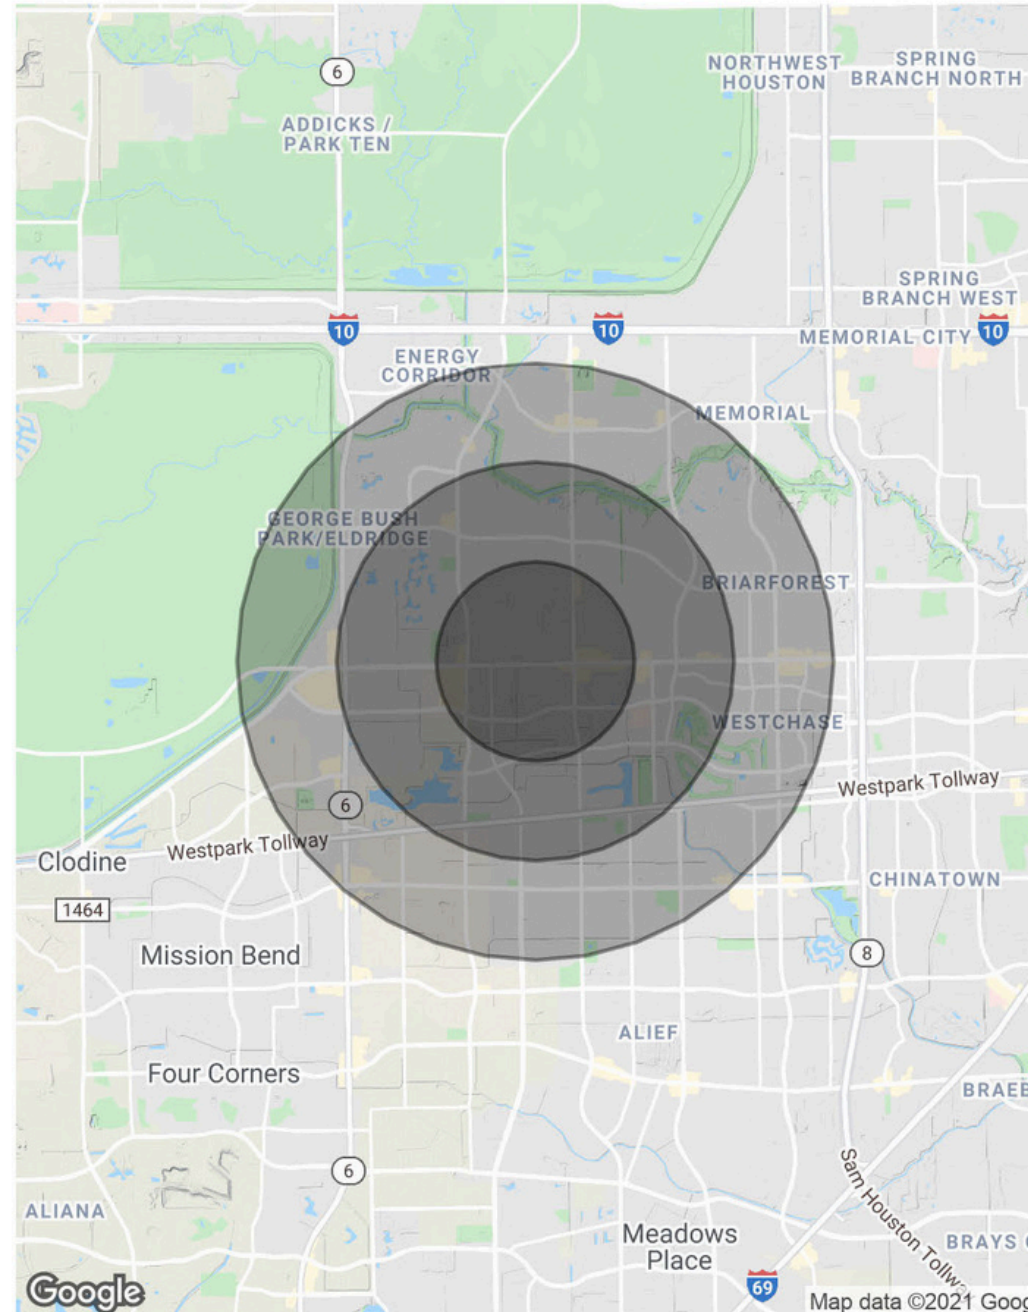 6
NORTHWEST
HOUSTON
SPRING
BRANCH NORTH
ADDICKS /
PARK TEN
SPRING
BRANCH WEST
10
10
MEMORIAL CITY
10
ENERGY
CORRIDOR
MEMORIAL
GEORGE BUSH
PARK/ELDRIDGE
BRIARFOREST
WESTCHASE
Westpark Tollway
6
Westpark Tollway
Clodine
CHINATOWN
1464
Mission Bend
8
ALIEF
Four Corners
BRAEB
6
Sam Houston Tollway
ALIANA
Meadows
Place
BRAYS
69
Google
Map data ©2021 Goo